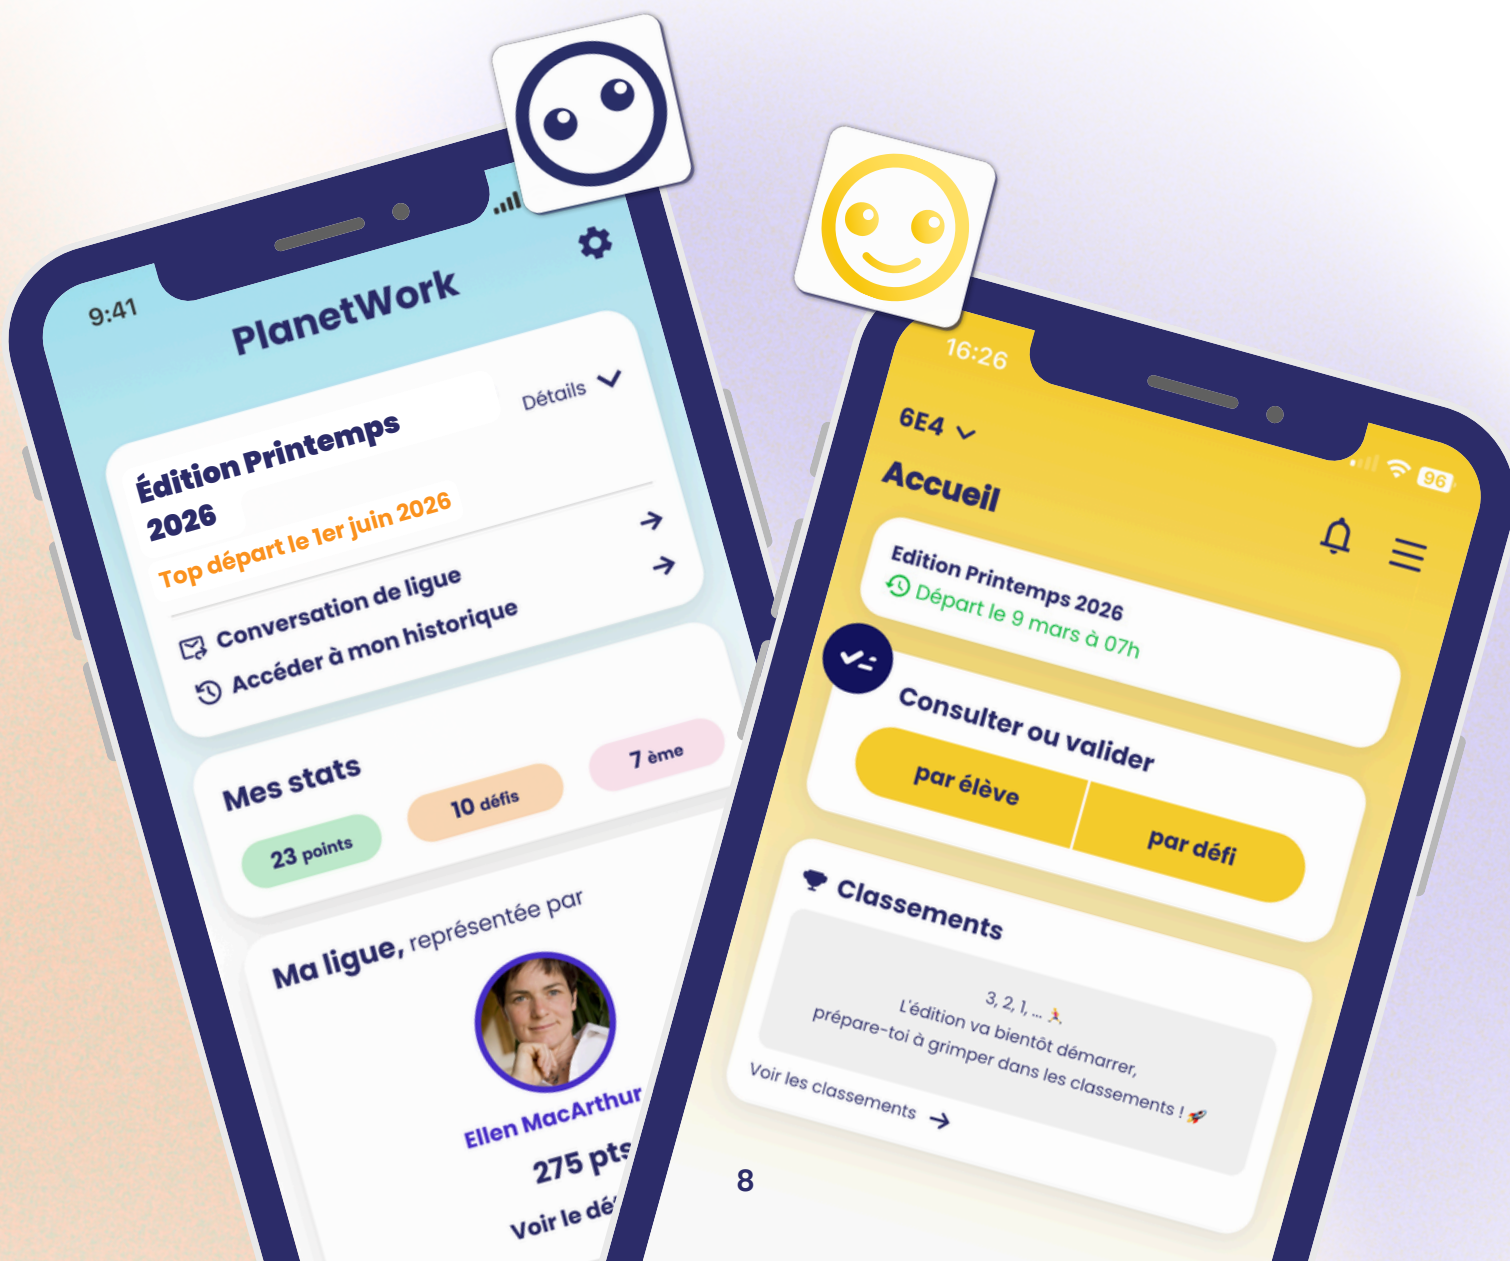 9:41
PlanetWork
Édition Printemps
2026
Détails
Top départ le 1er juin 2026
Conversation de ligue
Accéder à mon historique
Mes stats
23 points
10 défis
7 ème
Ma ligue, représentée par
Ellen MacArthur
275 pts
Voir le dé
16:26
96
6E4
Accueil
Edition Printemps 2026
Départ le 9 mars à 07h
Consulter ou valider
par élève
par défi
Classements
3, 2, 1, ... 🏃
L'édition va bientôt démarrer,
prépare-toi à grimper dans les classements ! 🚀
Voir les classements
8